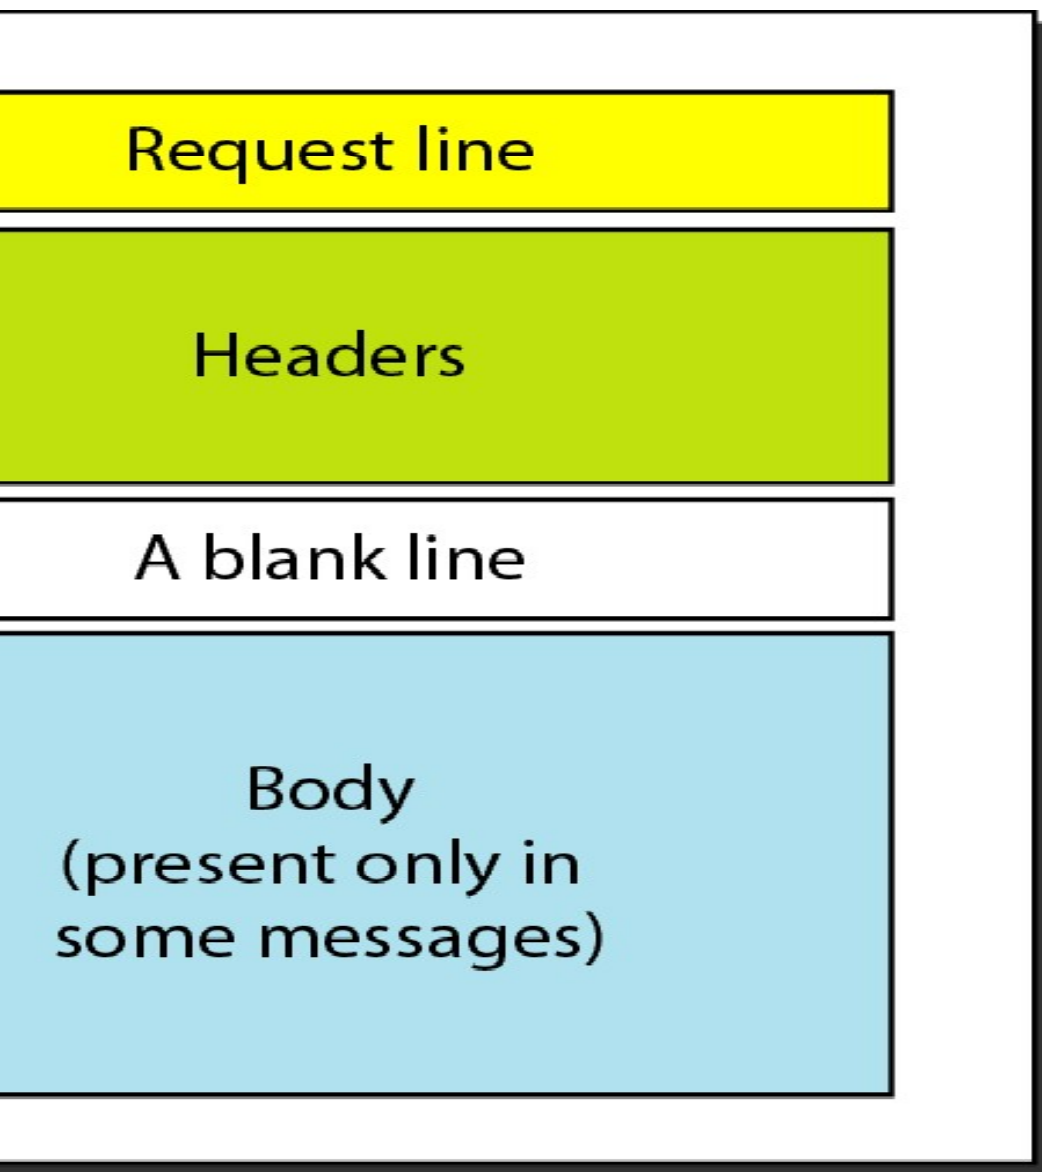 Request line
Headers
A blank line
Body
(present only in
some messages)